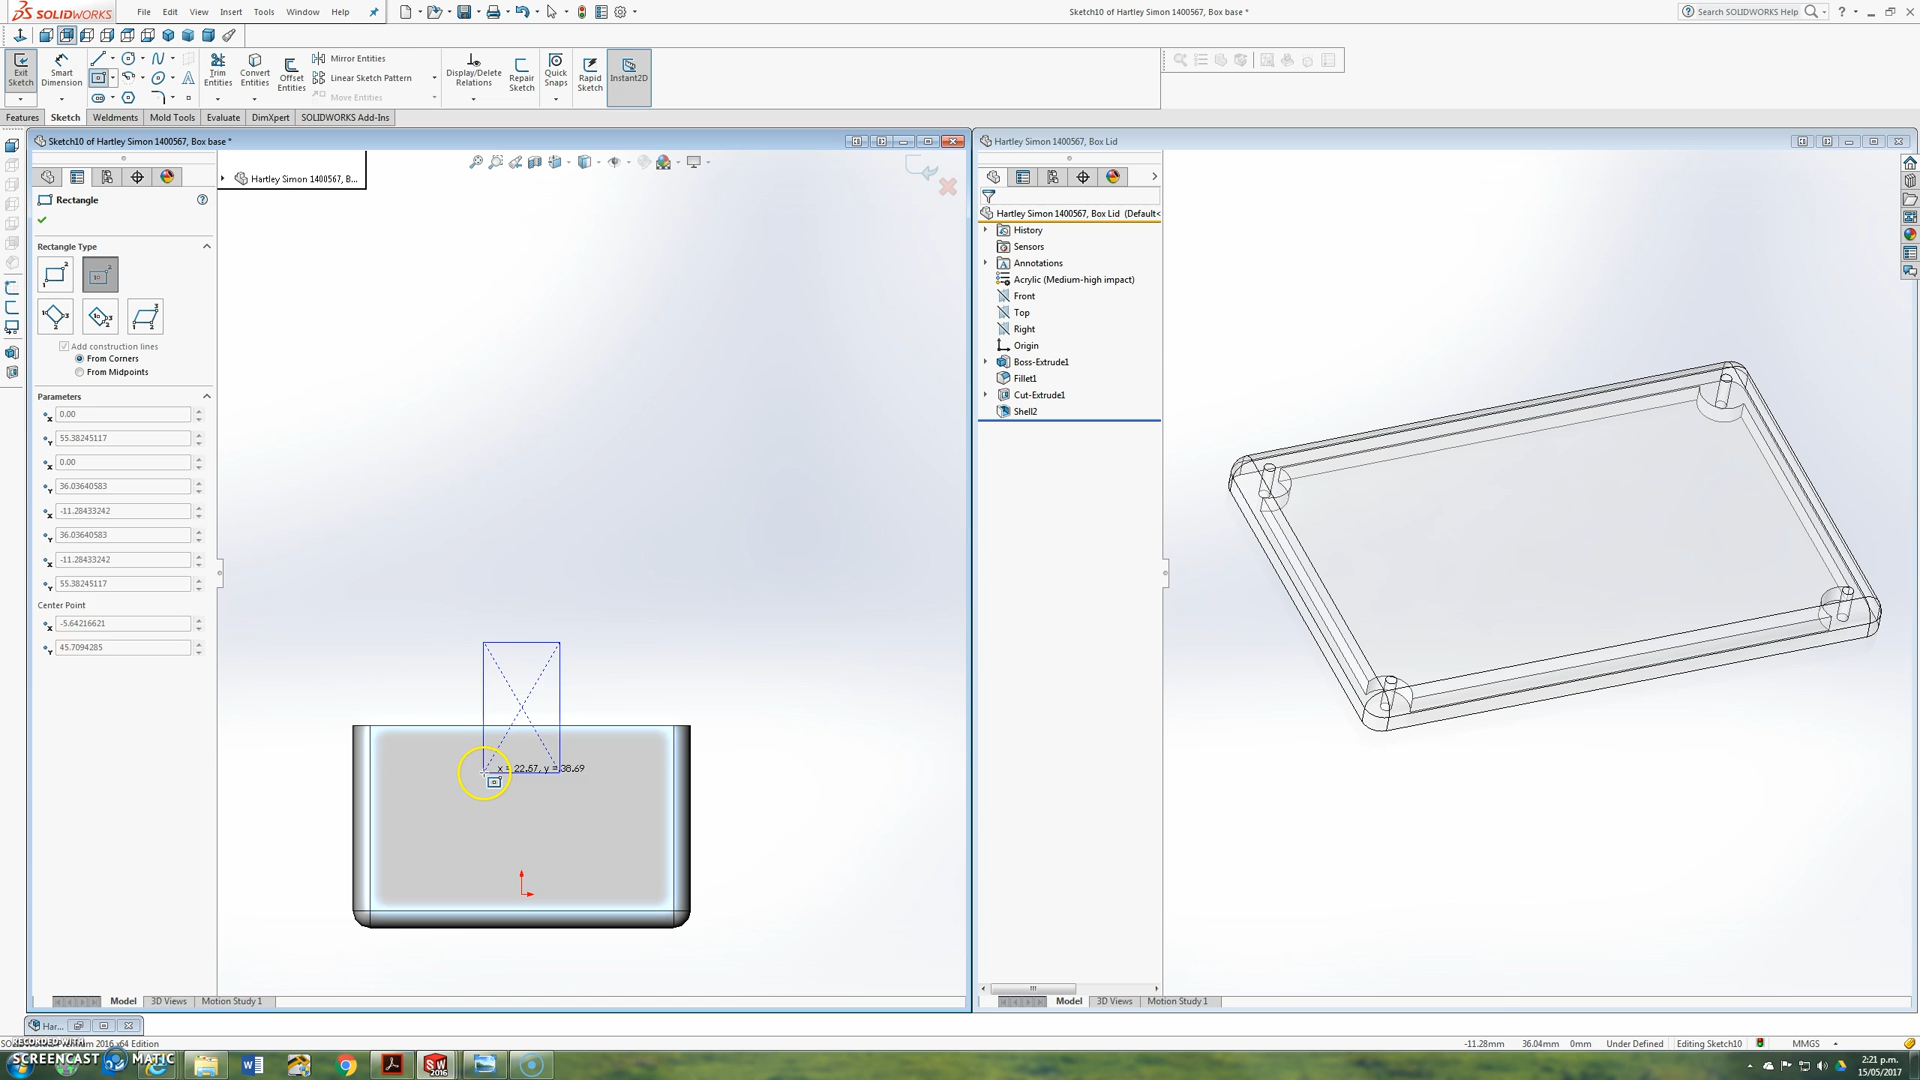 SOLIDWORKS
File
Edit
View
Insert
Tools
Window
Help
Sketch10 of Hartley Simon 1400567, Box base *
Search SOLIDWORKS Help
Exit Sketch
Smart Dimension
Trim Entities
Convert Entities
Offset Entities
Mirror Entities
Linear Sketch Pattern
Move Entities
Display/Delete Relations
Repair Sketch
Quick Snaps
Rapid Sketch
Instant2D
Features
Sketch
Weldments
Mold Tools
Evaluate
DimXpert
SOLIDWORKS Add-Ins
Sketch10 of Hartley Simon 1400567, Box base *
Hartley Simon 1400567, B...
Rectangle
Rectangle Type
Add construction lines
From Corners
From Midpoints
Parameters
0.00
55.38245117
0.00
36.03640583
-11.28433242
36.03640583
-11.28433242
55.38245117
Center Point
-5.64216621
45.7094285
x = 22.57, y = 38.69
Model
3D Views
Motion Study 1
Hartley Simon 1400567, Box Lid
Hartley Simon 1400567, Box Lid (Default<
History
Sensors
Annotations
Acrylic (Medium-high impact)
Front
Top
Right
Origin
Boss-Extrude1
Fillet1
Cut-Extrude1
Shell2
Model
3D Views
Motion Study 1
Har...
RECORDED WITH
SCREENCAST MATIC
Premium 2016 x64 Edition
-11.28mm
36.04mm
0mm
Under Defined
Editing Sketch10
MMGS
2:21 p.m.
15/05/2017